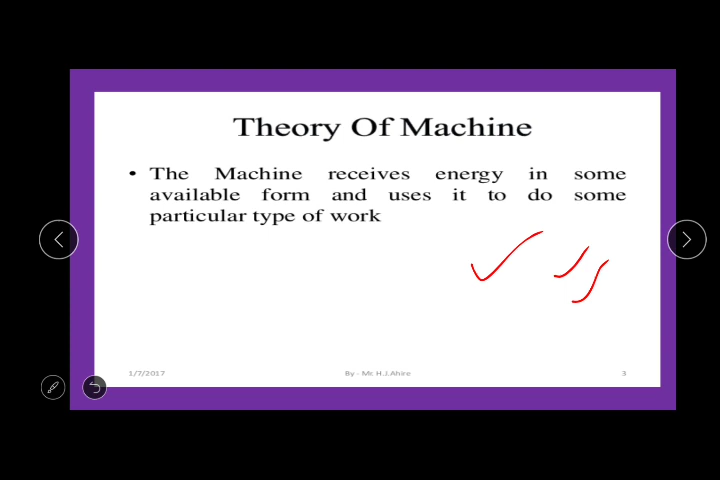 Theory Of Machine
• The Machine receives energy in some
available form and uses it to do some
particular type of work
1/7/2017
By - Mc H.J.Ahire
3